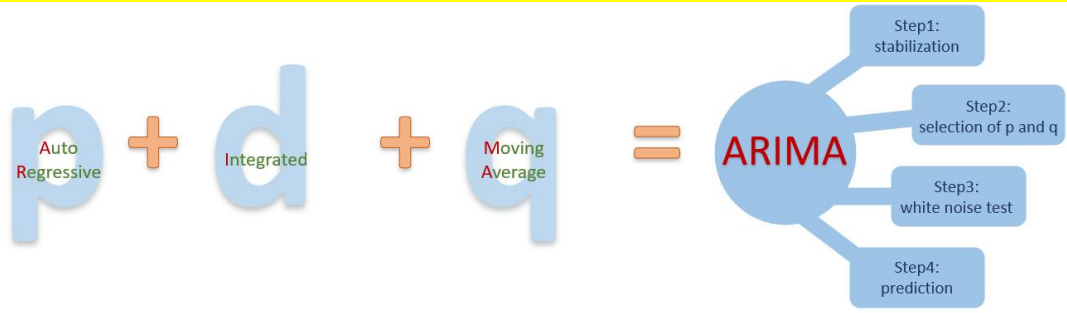 p + d + q = ARIMA
Auto
Regressive
Integrated
Moving
Average
Step1:
stabilization
Step2:
selection of p and q
Step3:
white noise test
Step4:
prediction